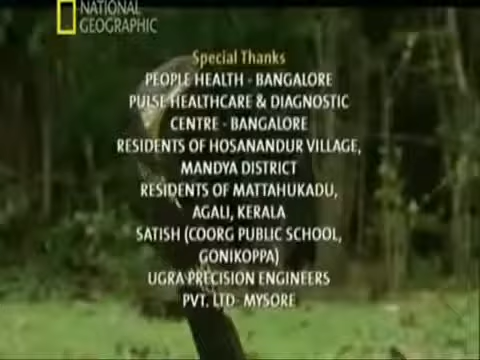 NATIONAL
GEOGRAPHIC
Special Thanks
PEOPLE HEALTH - BANGALORE
PULSE HEALTHCARE & DIAGNOSTIC
CENTRE - BANGALORE
RESIDENTS OF HOSANANDUR VILLAGE,
MANDYA DISTRICT
RESIDENTS OF MATTAHUKADU,
AGALI, KERALA
SATISH (COORG PUBLIC SCHOOL,
GONIKOPPA)
UGRA PRECISION ENGINEERS
PVT. LTD- MYSORE